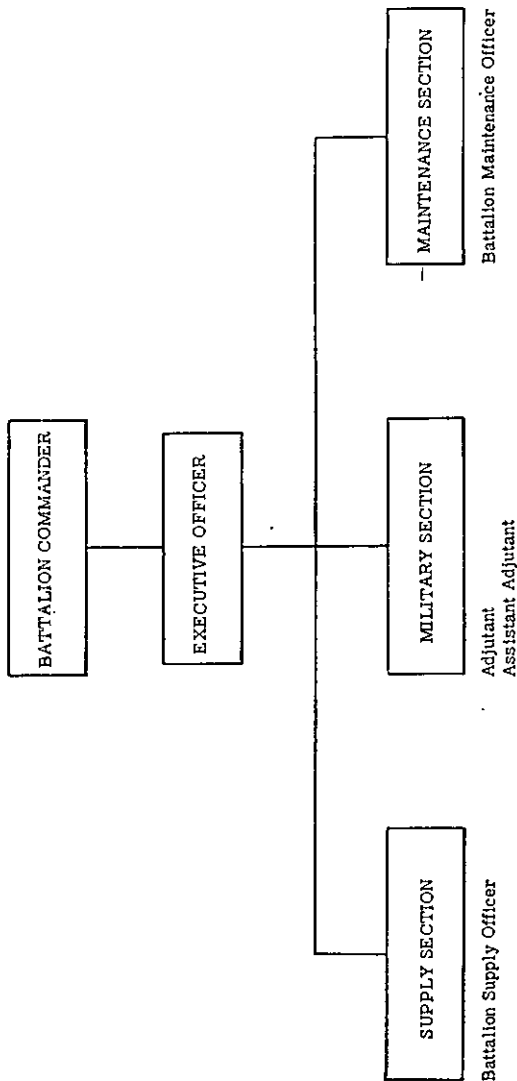 BATTALION COMMANDER
EXECUTIVE OFFICER
SUPPLY SECTION
Battalion Supply Officer
MILITARY SECTION
Adjutant
Assistant Adjutant
MAINTENANCE SECTION
Battalion Maintenance Officer